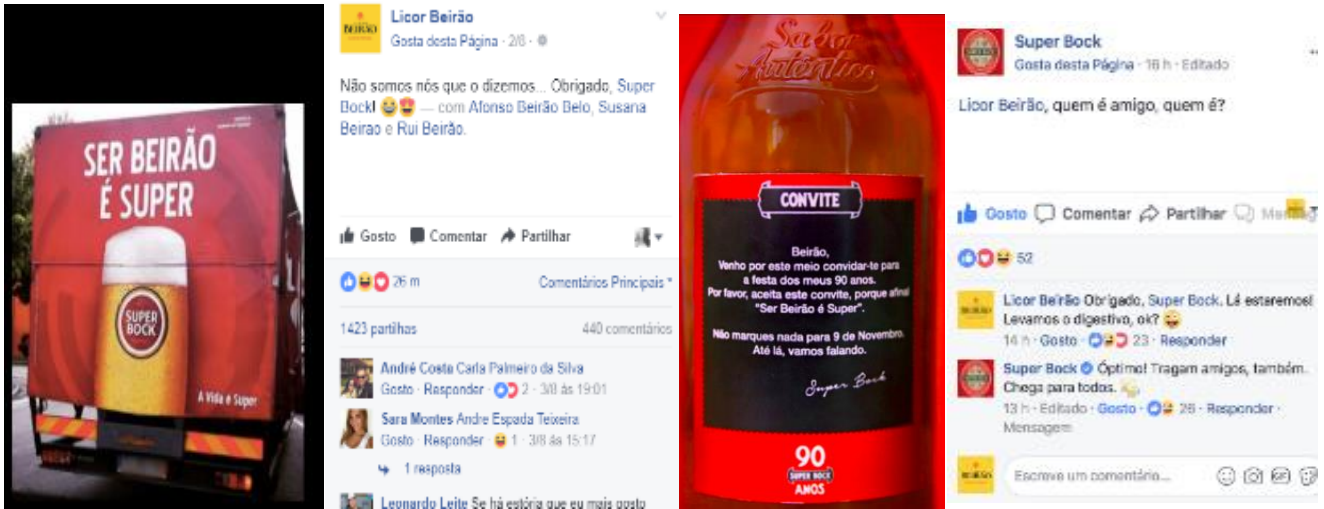 SER BEIRÃO
É SUPER
SUPER
BOCK
A Vida é Super
BEIRÃO
Licor Beirão
Gosta desta Página · 2/8 ·
Não somos nós que o dizemos... Obrigado, Super
Bock! 😂😍 — com Afonso Beirão Belo, Susana
Beirao e Rui Beirão.
Gosto Comentar Partilhar
26 m Comentários Principais
1423 partilhas 440 comentários
André Costa Carla Palmeiro da Silva
Gosto · Responder · 2 · 3/8 às 19:01
Sara Montes Andre Espada Teixeira
Gosto · Responder · 1 · 3/8 às 15:17
1 resposta
Leonardo Leite Se há estória que eu mais gosto
Sabor
Autêntico
CONVITE
Beirão,
Venho por este meio convidar-te para
a festa dos meus 90 anos.
Por favor, aceita este convite, porque afinal
"Ser Beirão é Super".
Não marques nada para 9 de Novembro.
Até lá, vamos falando.
Super Bock
90
SUPER BOCK
ANOS
Super Bock
Gosta desta Página · 16 h · Editado
Licor Beirão, quem é amigo, quem é?
Gosto Comentar Partilhar
52
Licor Beirão Obrigado, Super Bock. Lá estaremos!
Levamos o digestivo, ok? 😜
14 h · Gosto · 23 · Responder
Super Bock Óptimo! Tragam amigos, também.
Chega para todos.
13 h · Editado · Gosto · 26 · Responder ·
Mensagem
Escreve um comentário...